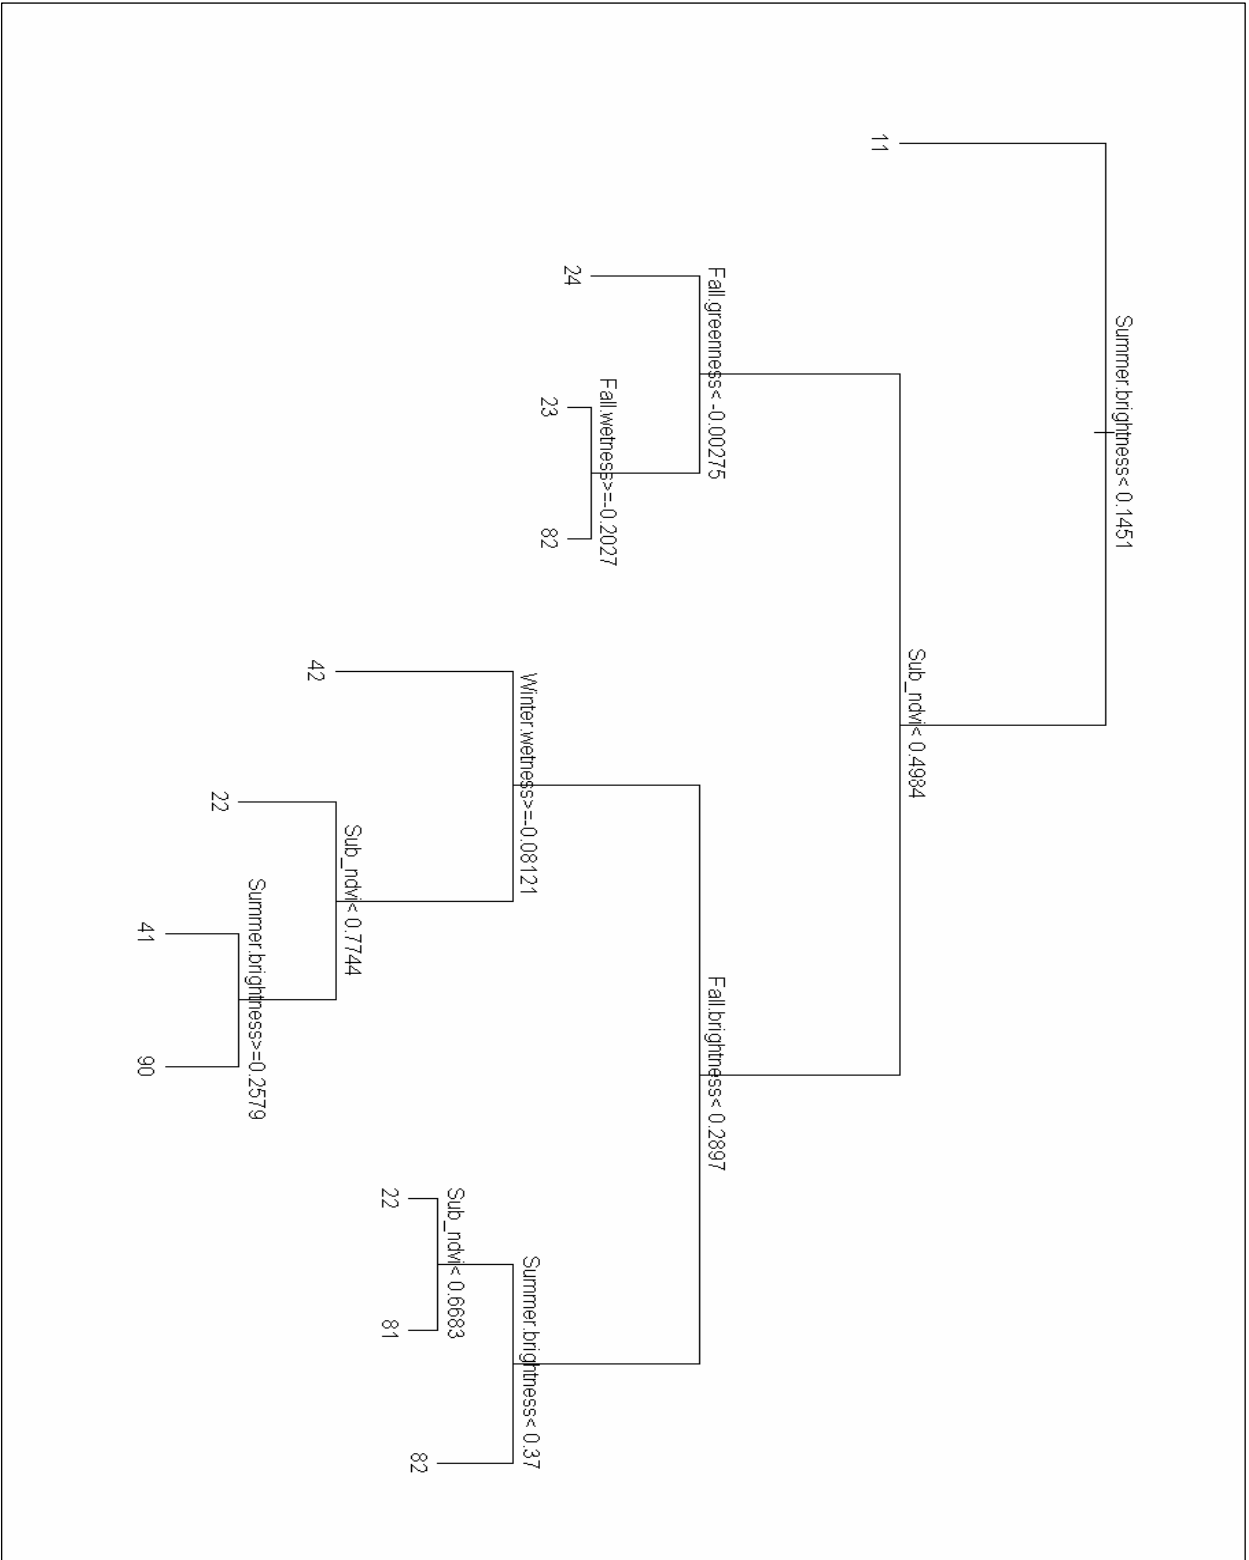 Summer.brightness< 0.1451
11
Sub_ndvi< 0.4984
Fall.greenness< -0.00275
Fall.brightness< 0.2897
24
Fall.wetness>=-0.2027
23
82
Winter.wetness>=-0.08121
Summer.brightness< 0.37
42
Sub_ndvi< 0.7744
Sub_ndvi< 0.6683
82
22
81
22
Summer.brightness>=0.2579
41
90